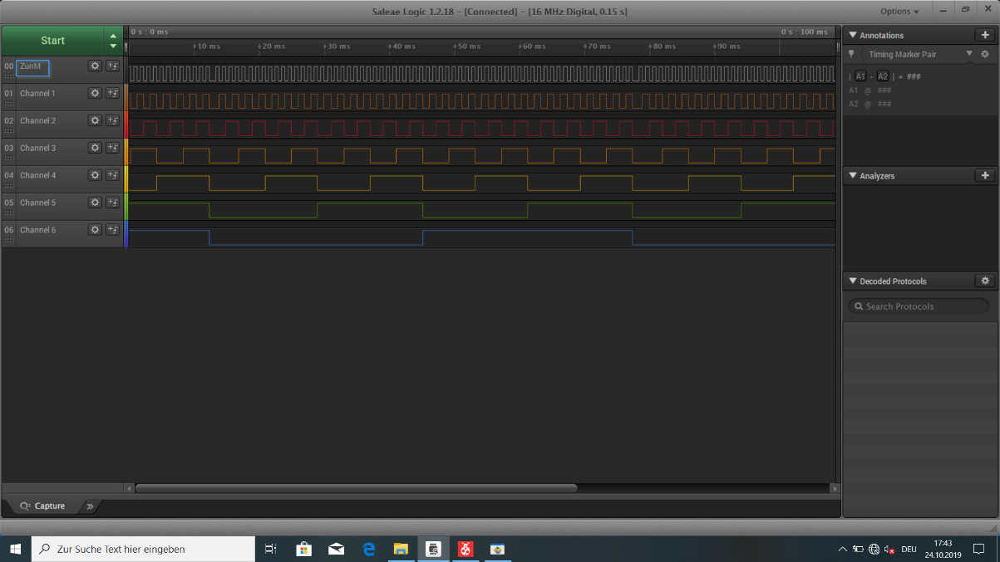 Saleae Logic 1.2.18 - [Connected] - [16 MHz Digital, 0.15 s]
Options
Start
0 s : 0 ms
0 s : 100 ms
+10 ms
+20 ms
+30 ms
+40 ms
+50 ms
+60 ms
+70 ms
+80 ms
+90 ms
00 ZunM
01 Channel 1
02 Channel 2
03 Channel 3
04 Channel 4
05 Channel 5
06 Channel 6
Annotations
Timing Marker Pair
| A1 - A2 | = ###
A1 @ ###
A2 @ ###
Analyzers
Decoded Protocols
Search Protocols
Capture
Zur Suche Text hier eingeben
DEU
17:43
24.10.2019